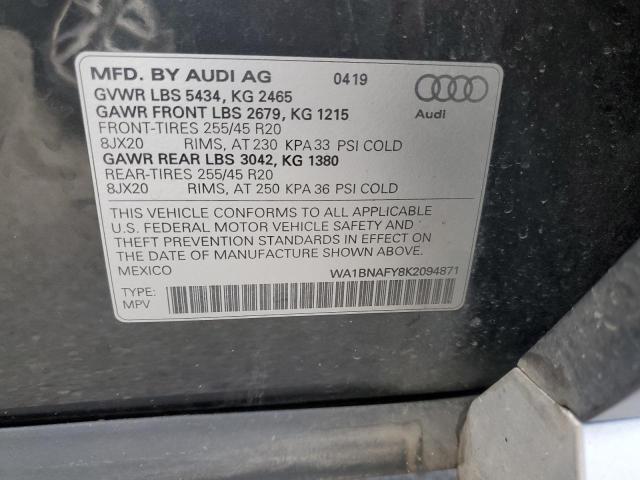 MFD. BY AUDI AG 0419
GVWR LBS 5434, KG 2465
GAWR FRONT LBS 2679, KG 1215
FRONT-TIRES 255/45 R20
8JX20 RIMS, AT 230 KPA 33 PSI COLD
GAWR REAR LBS 3042, KG 1380
REAR-TIRES 255/45 R20
8JX20 RIMS, AT 250 KPA 36 PSI COLD
Audi
THIS VEHICLE CONFORMS TO ALL APPLICABLE
U.S. FEDERAL MOTOR VEHICLE SAFETY AND
THEFT PREVENTION STANDARDS IN EFFECT ON
THE DATE OF MANUFACTURE SHOWN ABOVE.
MEXICO WA1BNAFY8K2094871
TYPE:
MPV